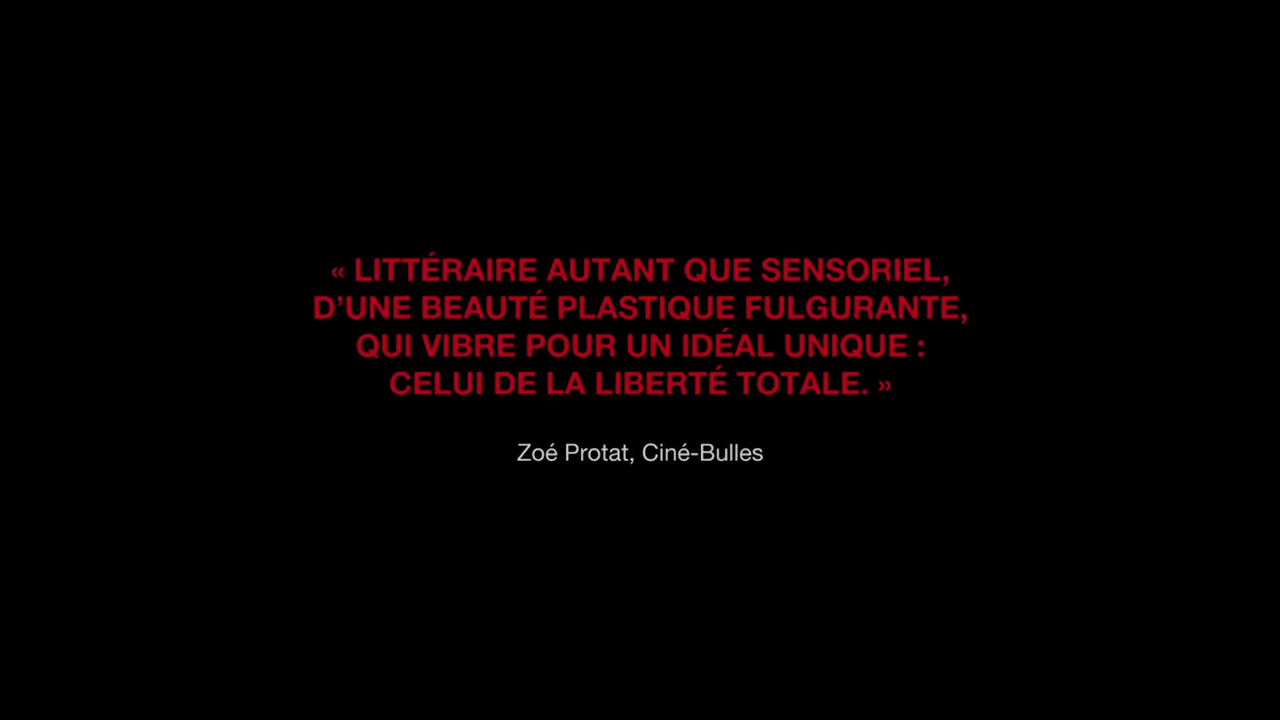 « LITTÉRAIRE AUTANT QUE SENSORIEL,
D’UNE BEAUTÉ PLASTIQUE FULGURANTE,
QUI VIBRE POUR UN IDÉAL UNIQUE :
CELUI DE LA LIBERTÉ TOTALE. »
Zoé Protat, Ciné-Bulles